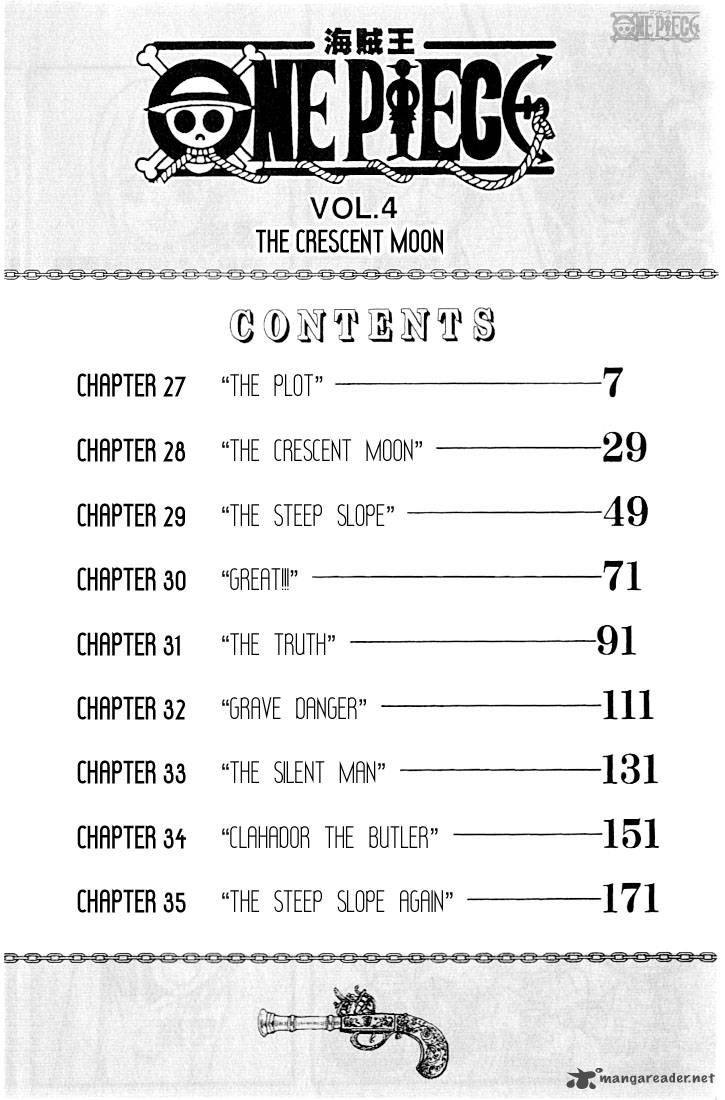 ONE PIECE
海賊王
ONE PIECE
VOL.4
THE CRESCENT MOON
CONTENTS
CHAPTER 27 “THE PLOT” 7
CHAPTER 28 “THE CRESCENT MOON” 29
CHAPTER 29 “THE STEEP SLOPE” 49
CHAPTER 30 “GREAT!!!” 71
CHAPTER 31 “THE TRUTH” 91
CHAPTER 32 “GRAVE DANGER” 111
CHAPTER 33 “THE SILENT MAN” 131
CHAPTER 34 “CLAHADOR THE BUTLER” 151
CHAPTER 35 “THE STEEP SLOPE AGAIN” 171
mangareader.net